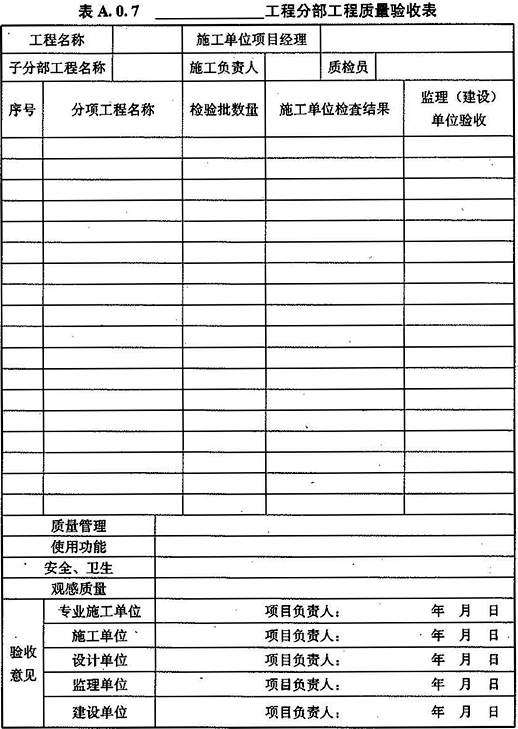 表 A.0.7 ____________工程分部工程质量验收表
工程名称 施工单位项目经理
子分部工程名称 施工负责人 质检员
序号 分项工程名称 检验批数量 施工单位检查结果 监理（建设）
单位验收
质量管理
使用功能
安全、卫生
观感质量
验收
意见
专业施工单位 项目负责人： 年 月 日
施工单位 项目负责人： 年 月 日
设计单位 项目负责人： 年 月 日
监理单位 项目负责人： 年 月 日
建设单位 项目负责人： 年 月 日